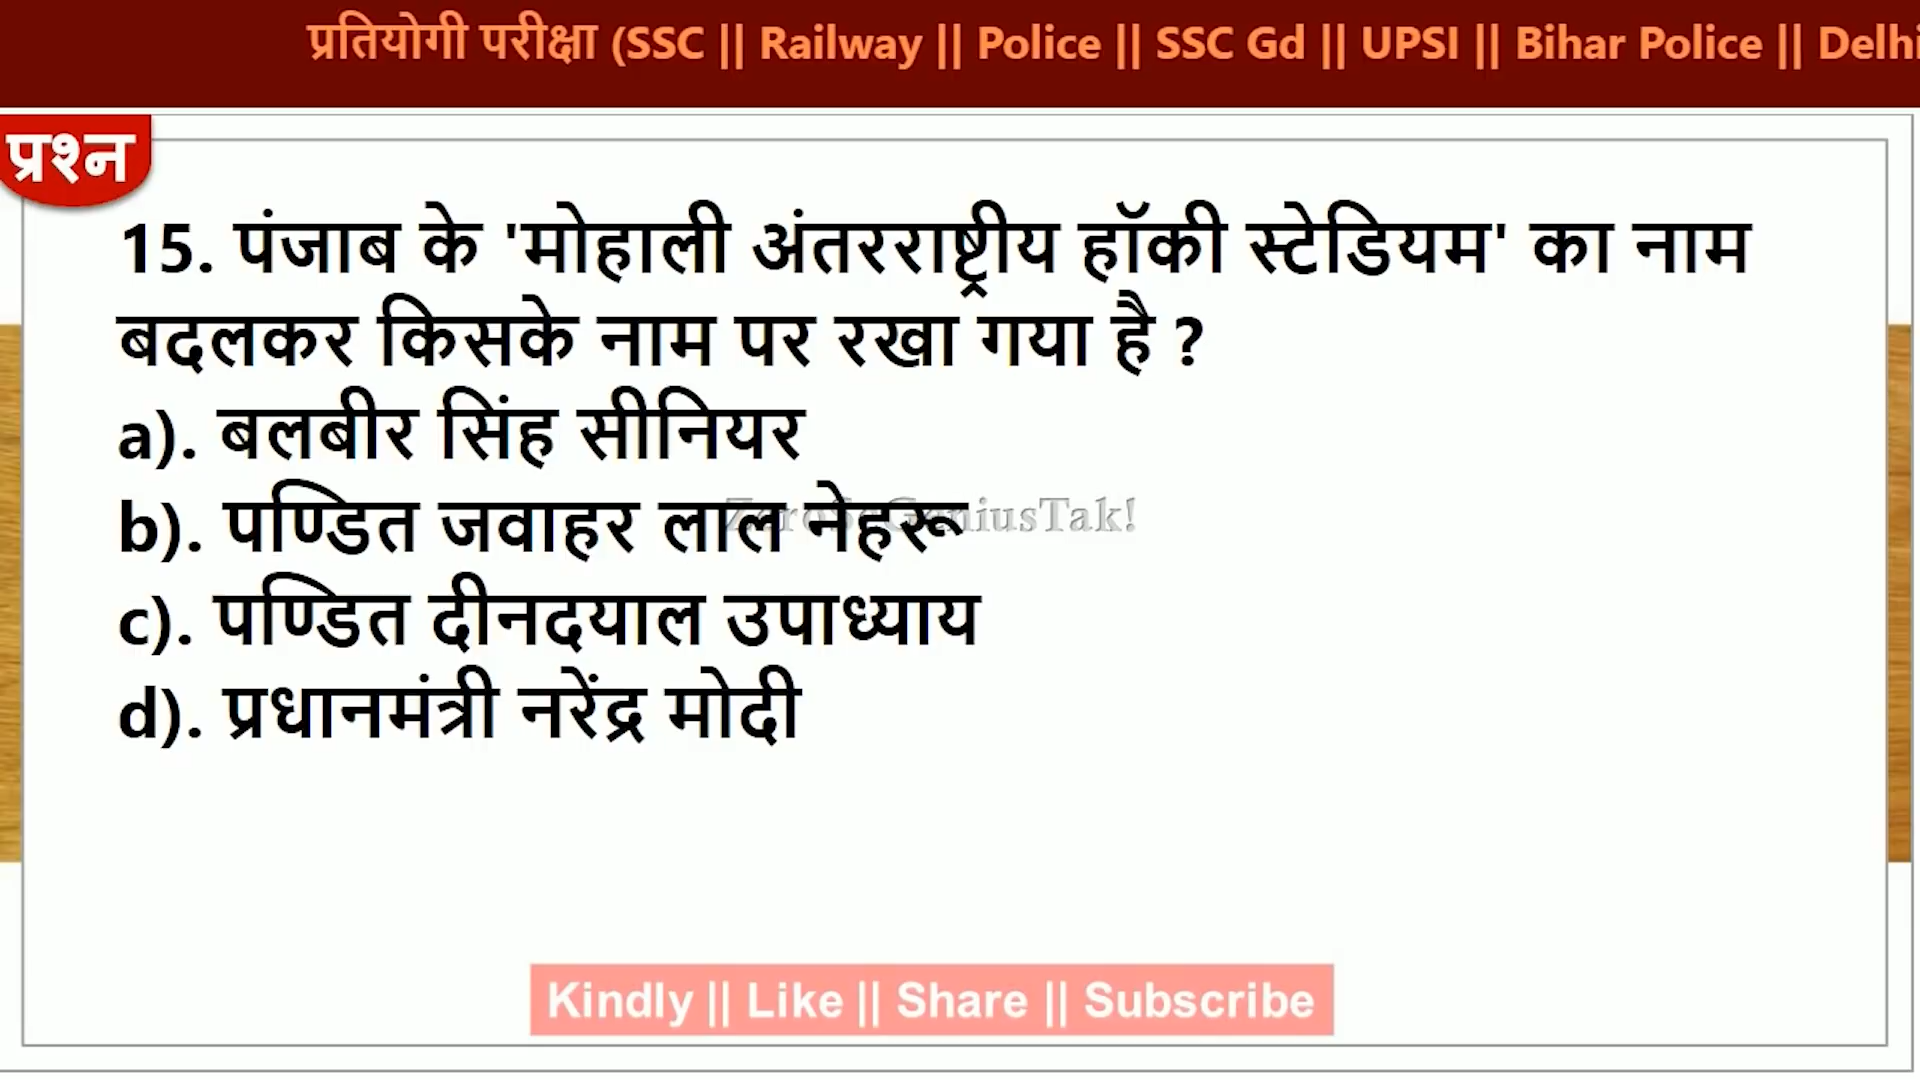 प्रतियोगी परीक्षा (SSC || Railway || Police || SSC Gd || UPSI || Bihar Police || Delhi
प्रश्न
15. पंजाब के 'मोहाली अंतरराष्ट्रीय हॉकी स्टेडियम' का नाम
बदलकर किसके नाम पर रखा गया है ?
a). बलबीर सिंह सीनियर
b). पण्डित जवाहर लाल नेहरू
ZeroSeGeniusTak!
c). पण्डित दीनदयाल उपाध्याय
d). प्रधानमंत्री नरेंद्र मोदी
Kindly || Like || Share || Subscribe